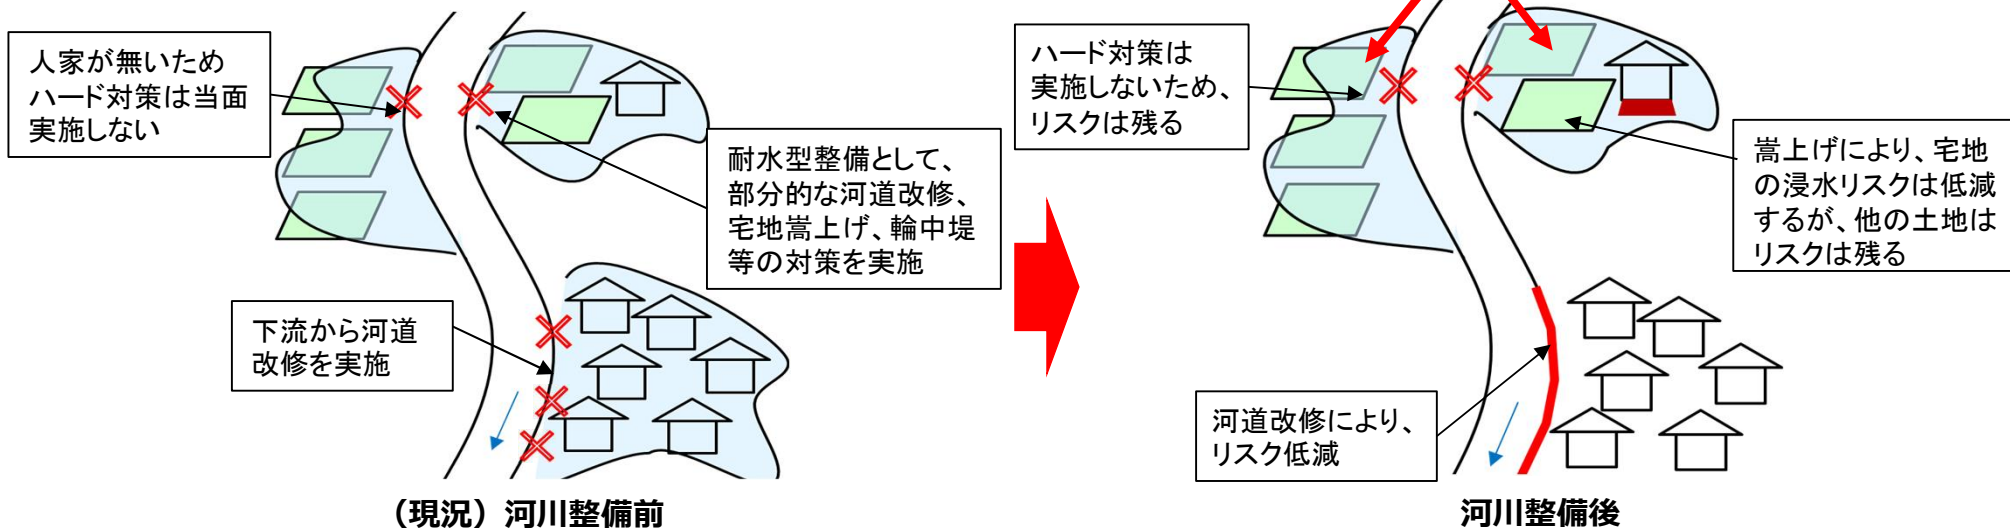 人家が無いため
ハード対策は当面
実施しない
耐水型整備として、
部分的な河道改修、
宅地嵩上げ、輪中堤
等の対策を実施
下流から河道
改修を実施
（現況）河川整備前
ハード対策は
実施しないため、
リスクは残る
嵩上げにより、宅地
の浸水リスクは低減
するが、他の土地は
リスクは残る
河道改修により、
リスク低減
河川整備後